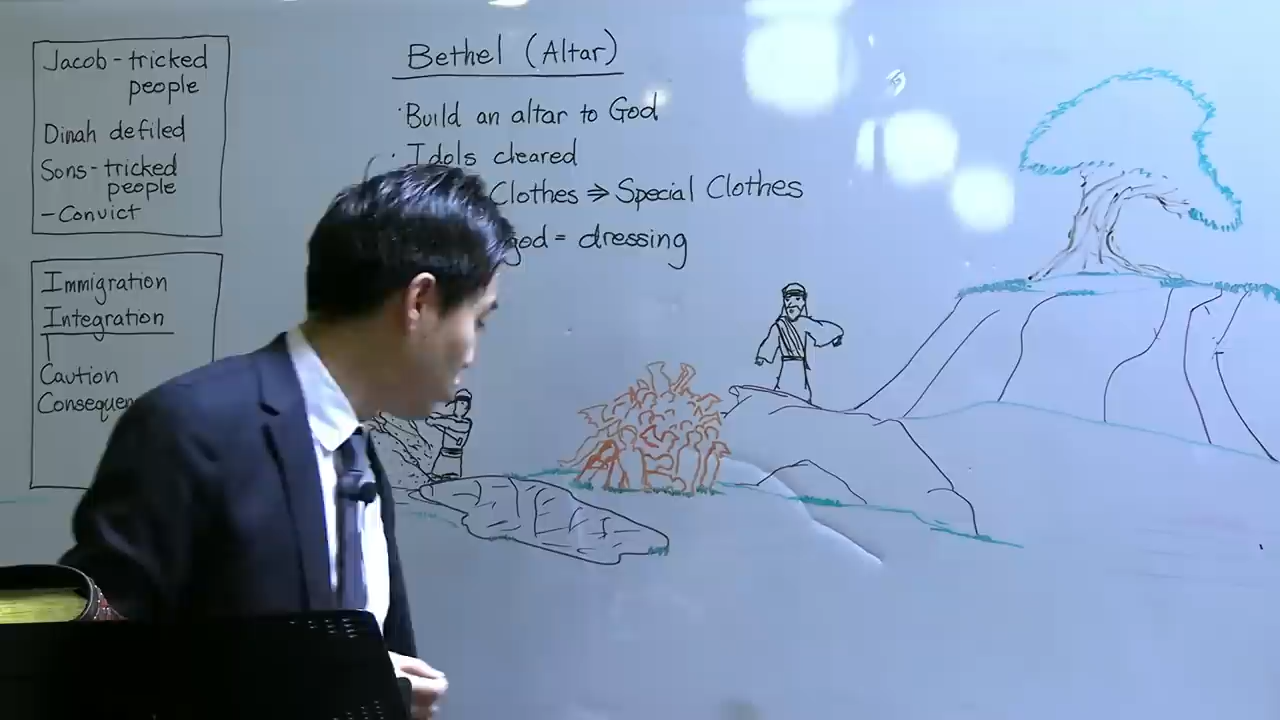 Jacob - tricked
people
Dinah defiled
Sons - tricked
people
- Convict
Immigration
Integration
Caution
Bethel (Altar)
· Build an altar to God
· Idols cleared
Clothes ⇒ Special Clothes
god = dressing